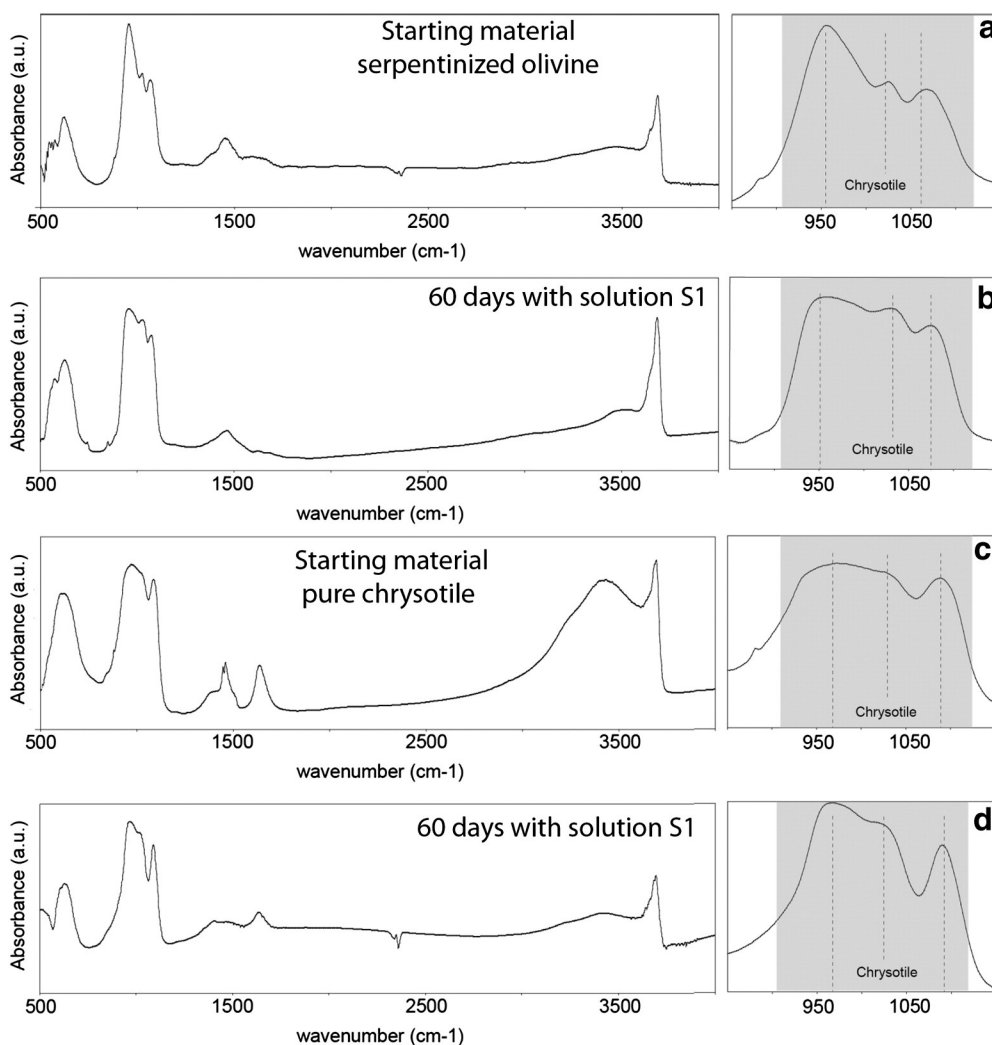 Absorbance (a.u.)
Starting material
serpentinized olivine
500
1500
2500
3500
wavenumber (cm-1)
a
Chrysotile
950
1050
Absorbance (a.u.)
60 days with solution S1
500
1500
2500
3500
wavenumber (cm-1)
b
Chrysotile
950
1050
Absorbance (a.u.)
Starting material
pure chrysotile
500
1500
2500
3500
wavenumber (cm-1)
c
Chrysotile
950
1050
Absorbance (a.u.)
60 days with solution S1
500
1500
2500
3500
wavenumber (cm-1)
d
Chrysotile
950
1050